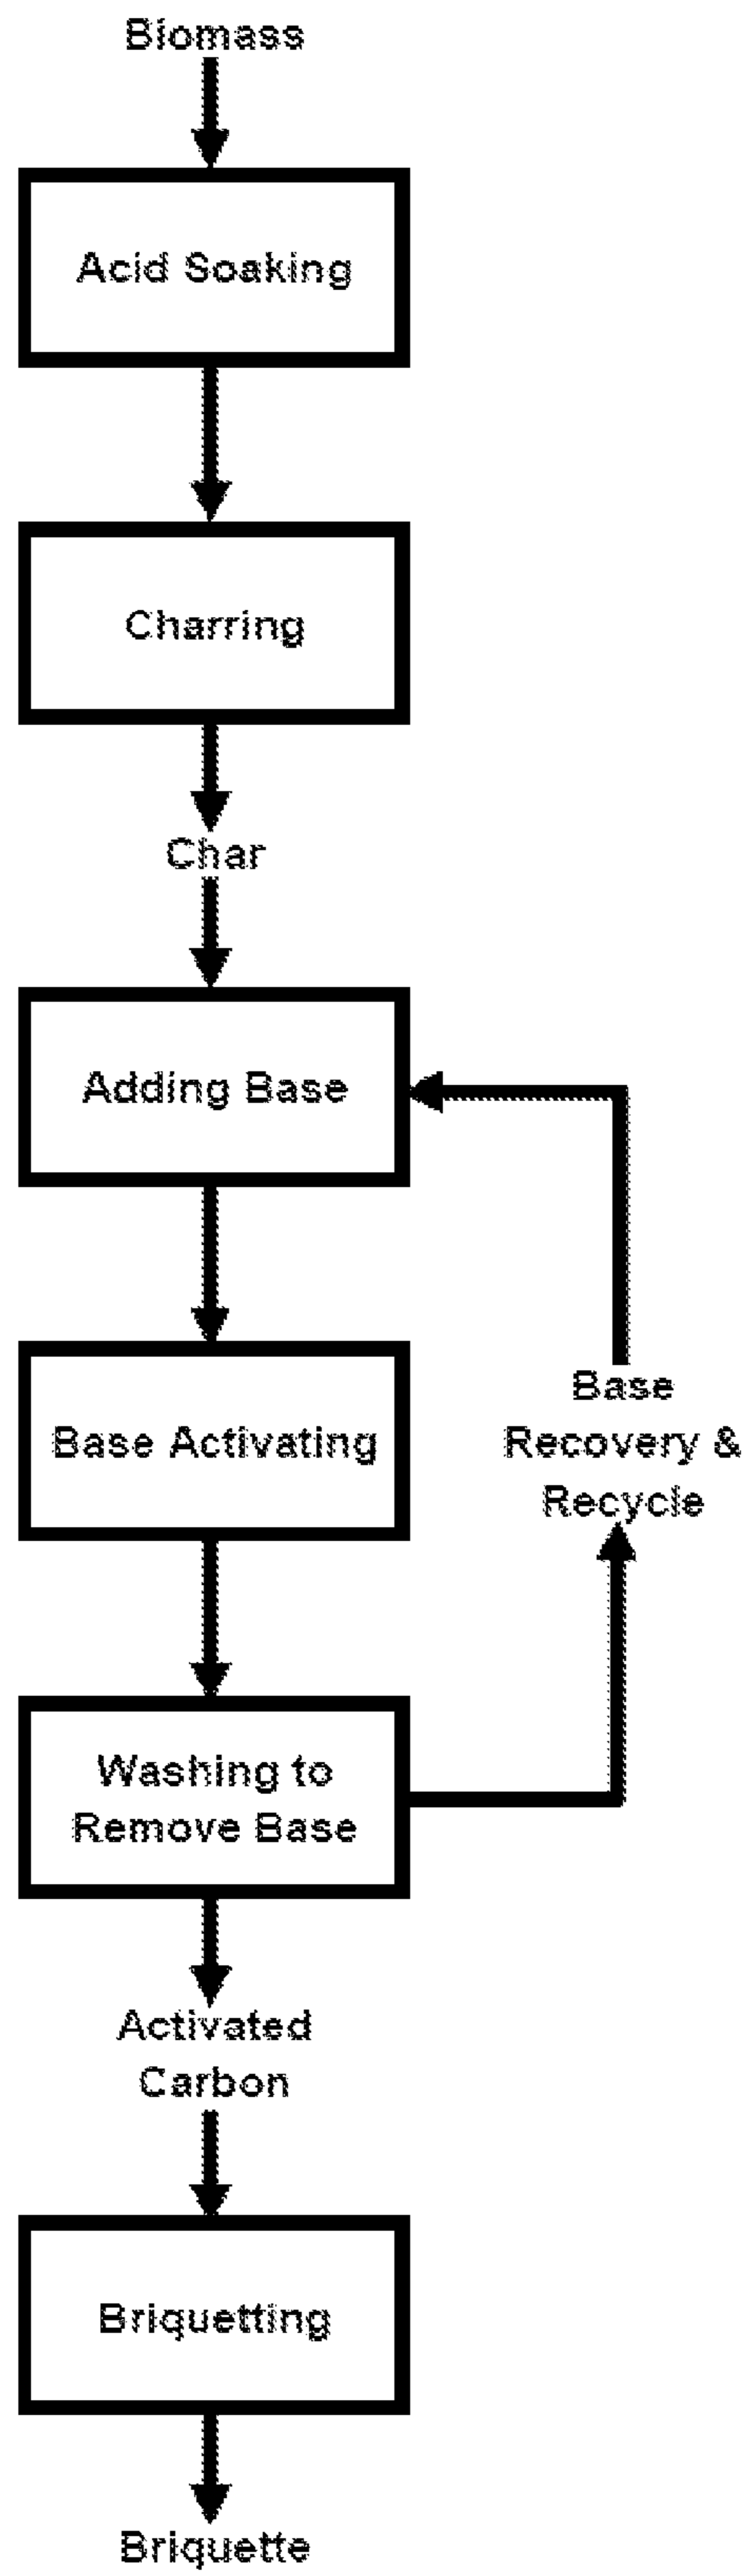 Biomass
Acid Soaking
Charring
Char
Adding Base
Base Activating
Base
Recovery &
Recycle
Washing to
Remove Base
Activated
Carbon
Briquetting
Briquette